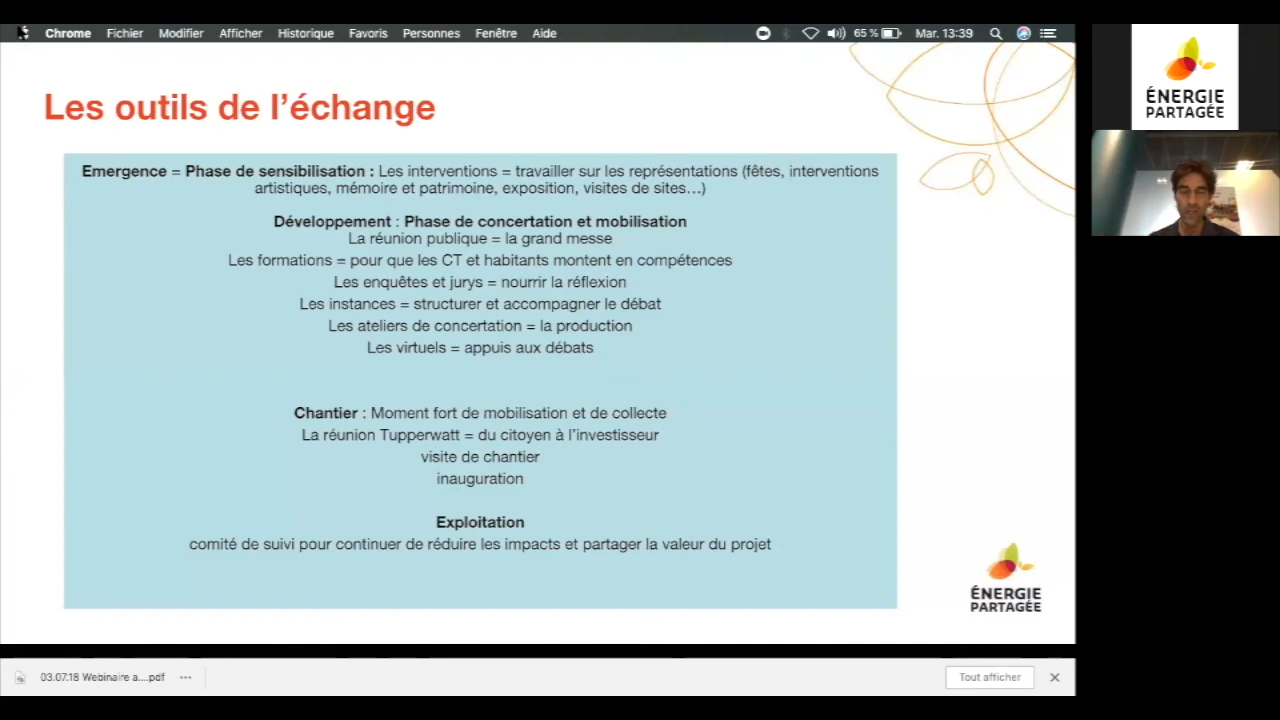 Chrome Fichier Modifier Afficher Historique Favoris Personnes Fenêtre Aide 65 % Mar. 13:39
Les outils de l'échange
Emergence = Phase de sensibilisation : Les interventions = travailler sur les représentations (fêtes, interventions
artistiques, mémoire et patrimoine, exposition, visites de sites…)
Développement : Phase de concertation et mobilisation
La réunion publique = la grand messe
Les formations = pour que les CT et habitants montent en compétences
Les enquêtes et jurys = nourrir la réflexion
Les instances = structurer et accompagner le débat
Les ateliers de concertation = la production
Les virtuels = appuis aux débats
Chantier : Moment fort de mobilisation et de collecte
La réunion Tupperwatt = du citoyen à l'investisseur
visite de chantier
inauguration
Exploitation
comité de suivi pour continuer de réduire les impacts et partager la valeur du projet
ÉNERGIE
PARTAGÉE
ÉNERGIE
PARTAGÉE
03.07.18 Webinaire a....pdf
Tout afficher